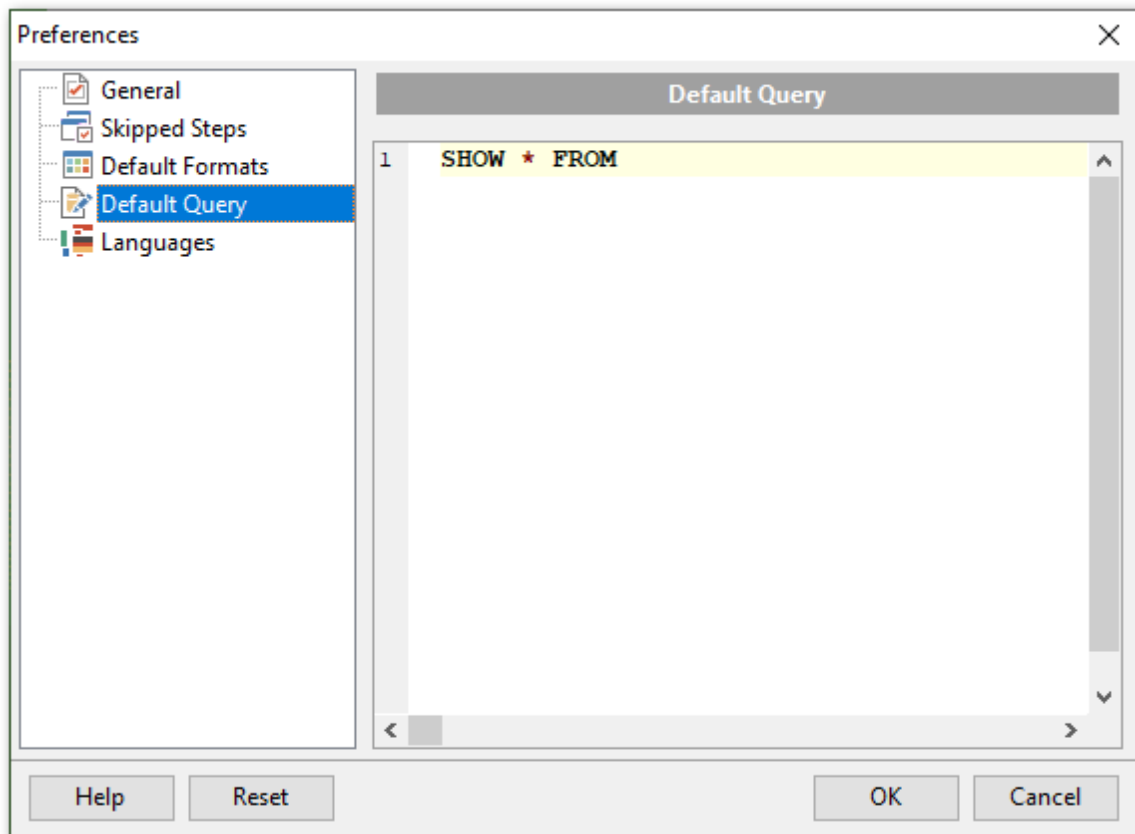 Preferences
General
Skipped Steps
Default Formats
Default Query
Languages
Default Query
1 SHOW * FROM
Help Reset OK Cancel